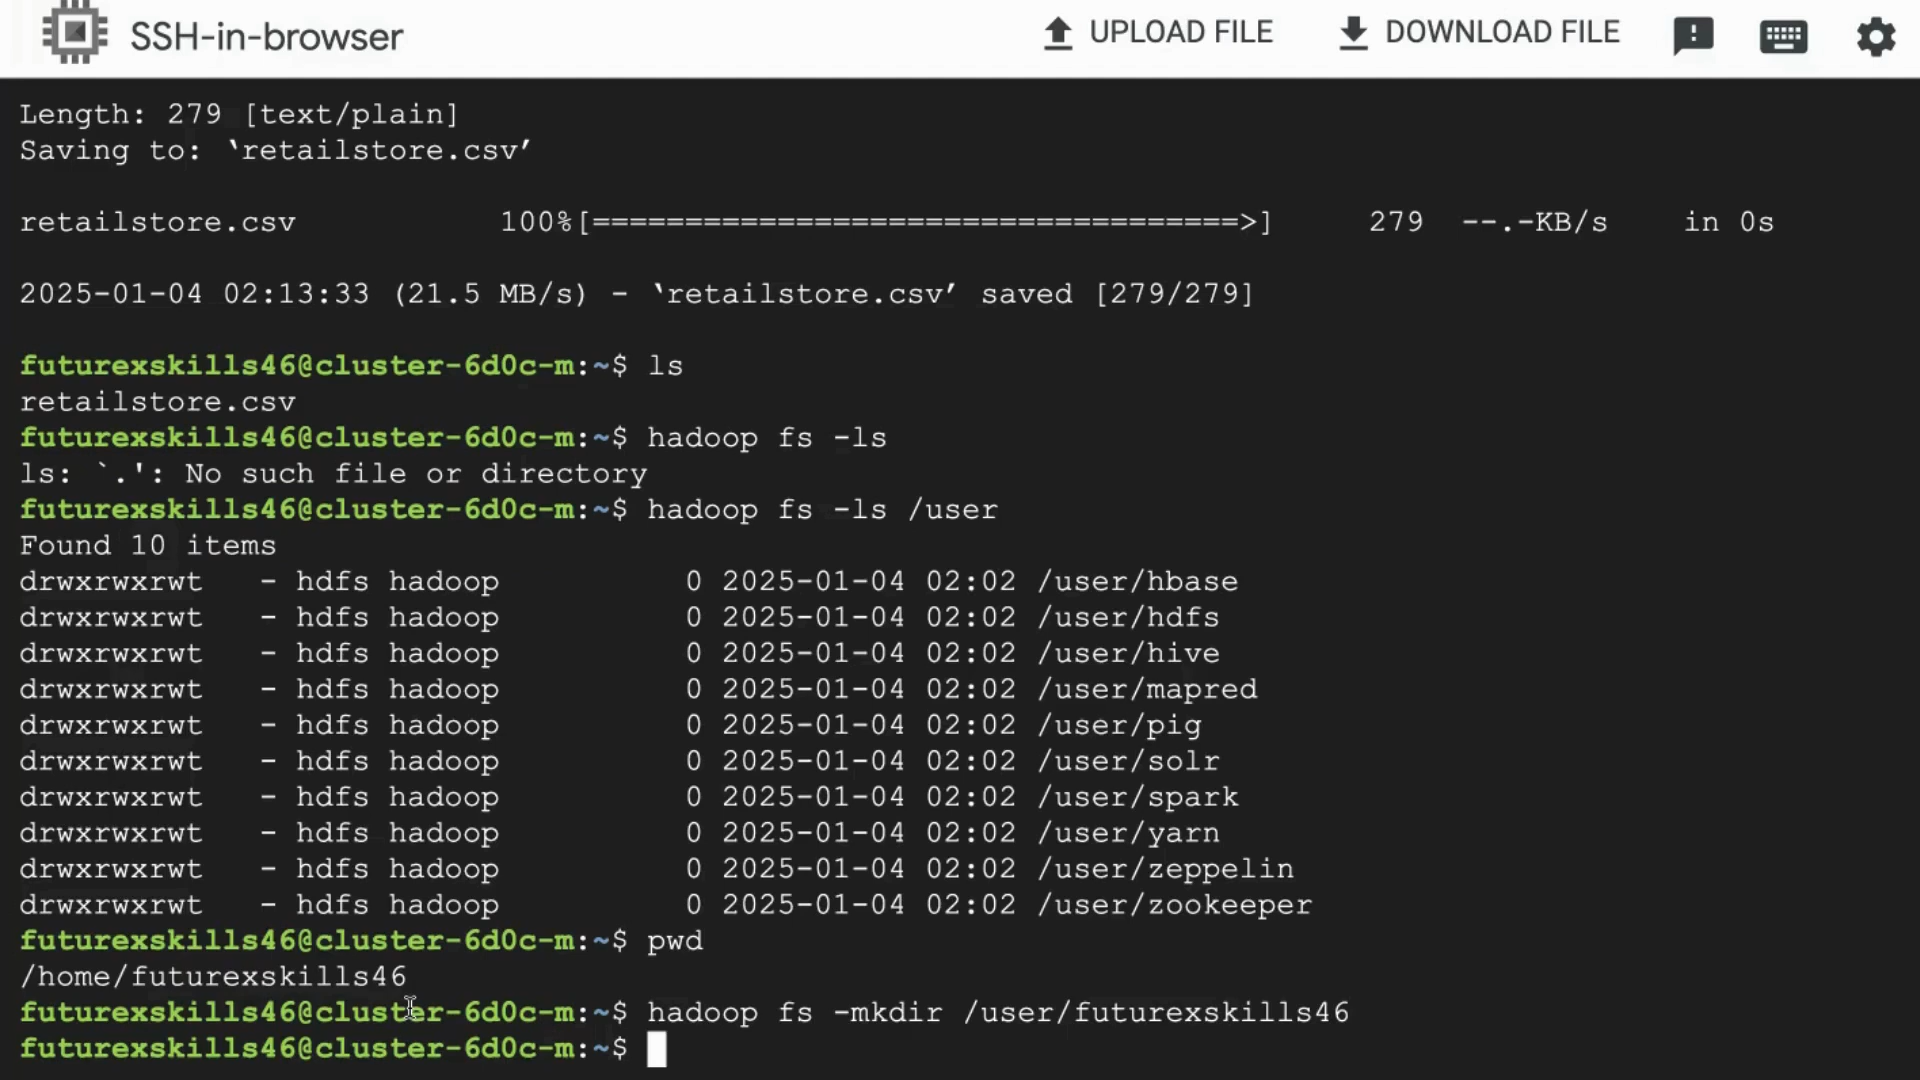 SSH-in-browser
UPLOAD FILE
DOWNLOAD FILE
Length: 279 [text/plain]
Saving to: ‘retailstore.csv’
retailstore.csv 100%[===================================>] 279 --.-KB/s in 0s
2025-01-04 02:13:33 (21.5 MB/s) - ‘retailstore.csv’ saved [279/279]
futurexskills46@cluster-6d0c-m:~$ ls
retailstore.csv
futurexskills46@cluster-6d0c-m:~$ hadoop fs -ls
ls: `.': No such file or directory
futurexskills46@cluster-6d0c-m:~$ hadoop fs -ls /user
Found 10 items
drwxrwxrwt - hdfs hadoop 0 2025-01-04 02:02 /user/hbase
drwxrwxrwt - hdfs hadoop 0 2025-01-04 02:02 /user/hdfs
drwxrwxrwt - hdfs hadoop 0 2025-01-04 02:02 /user/hive
drwxrwxrwt - hdfs hadoop 0 2025-01-04 02:02 /user/mapred
drwxrwxrwt - hdfs hadoop 0 2025-01-04 02:02 /user/pig
drwxrwxrwt - hdfs hadoop 0 2025-01-04 02:02 /user/solr
drwxrwxrwt - hdfs hadoop 0 2025-01-04 02:02 /user/spark
drwxrwxrwt - hdfs hadoop 0 2025-01-04 02:02 /user/yarn
drwxrwxrwt - hdfs hadoop 0 2025-01-04 02:02 /user/zeppelin
drwxrwxrwt - hdfs hadoop 0 2025-01-04 02:02 /user/zookeeper
futurexskills46@cluster-6d0c-m:~$ pwd
/home/futurexskills46
futurexskills46@cluster-6d0c-m:~$ hadoop fs -mkdir /user/futurexskills46
futurexskills46@cluster-6d0c-m:~$